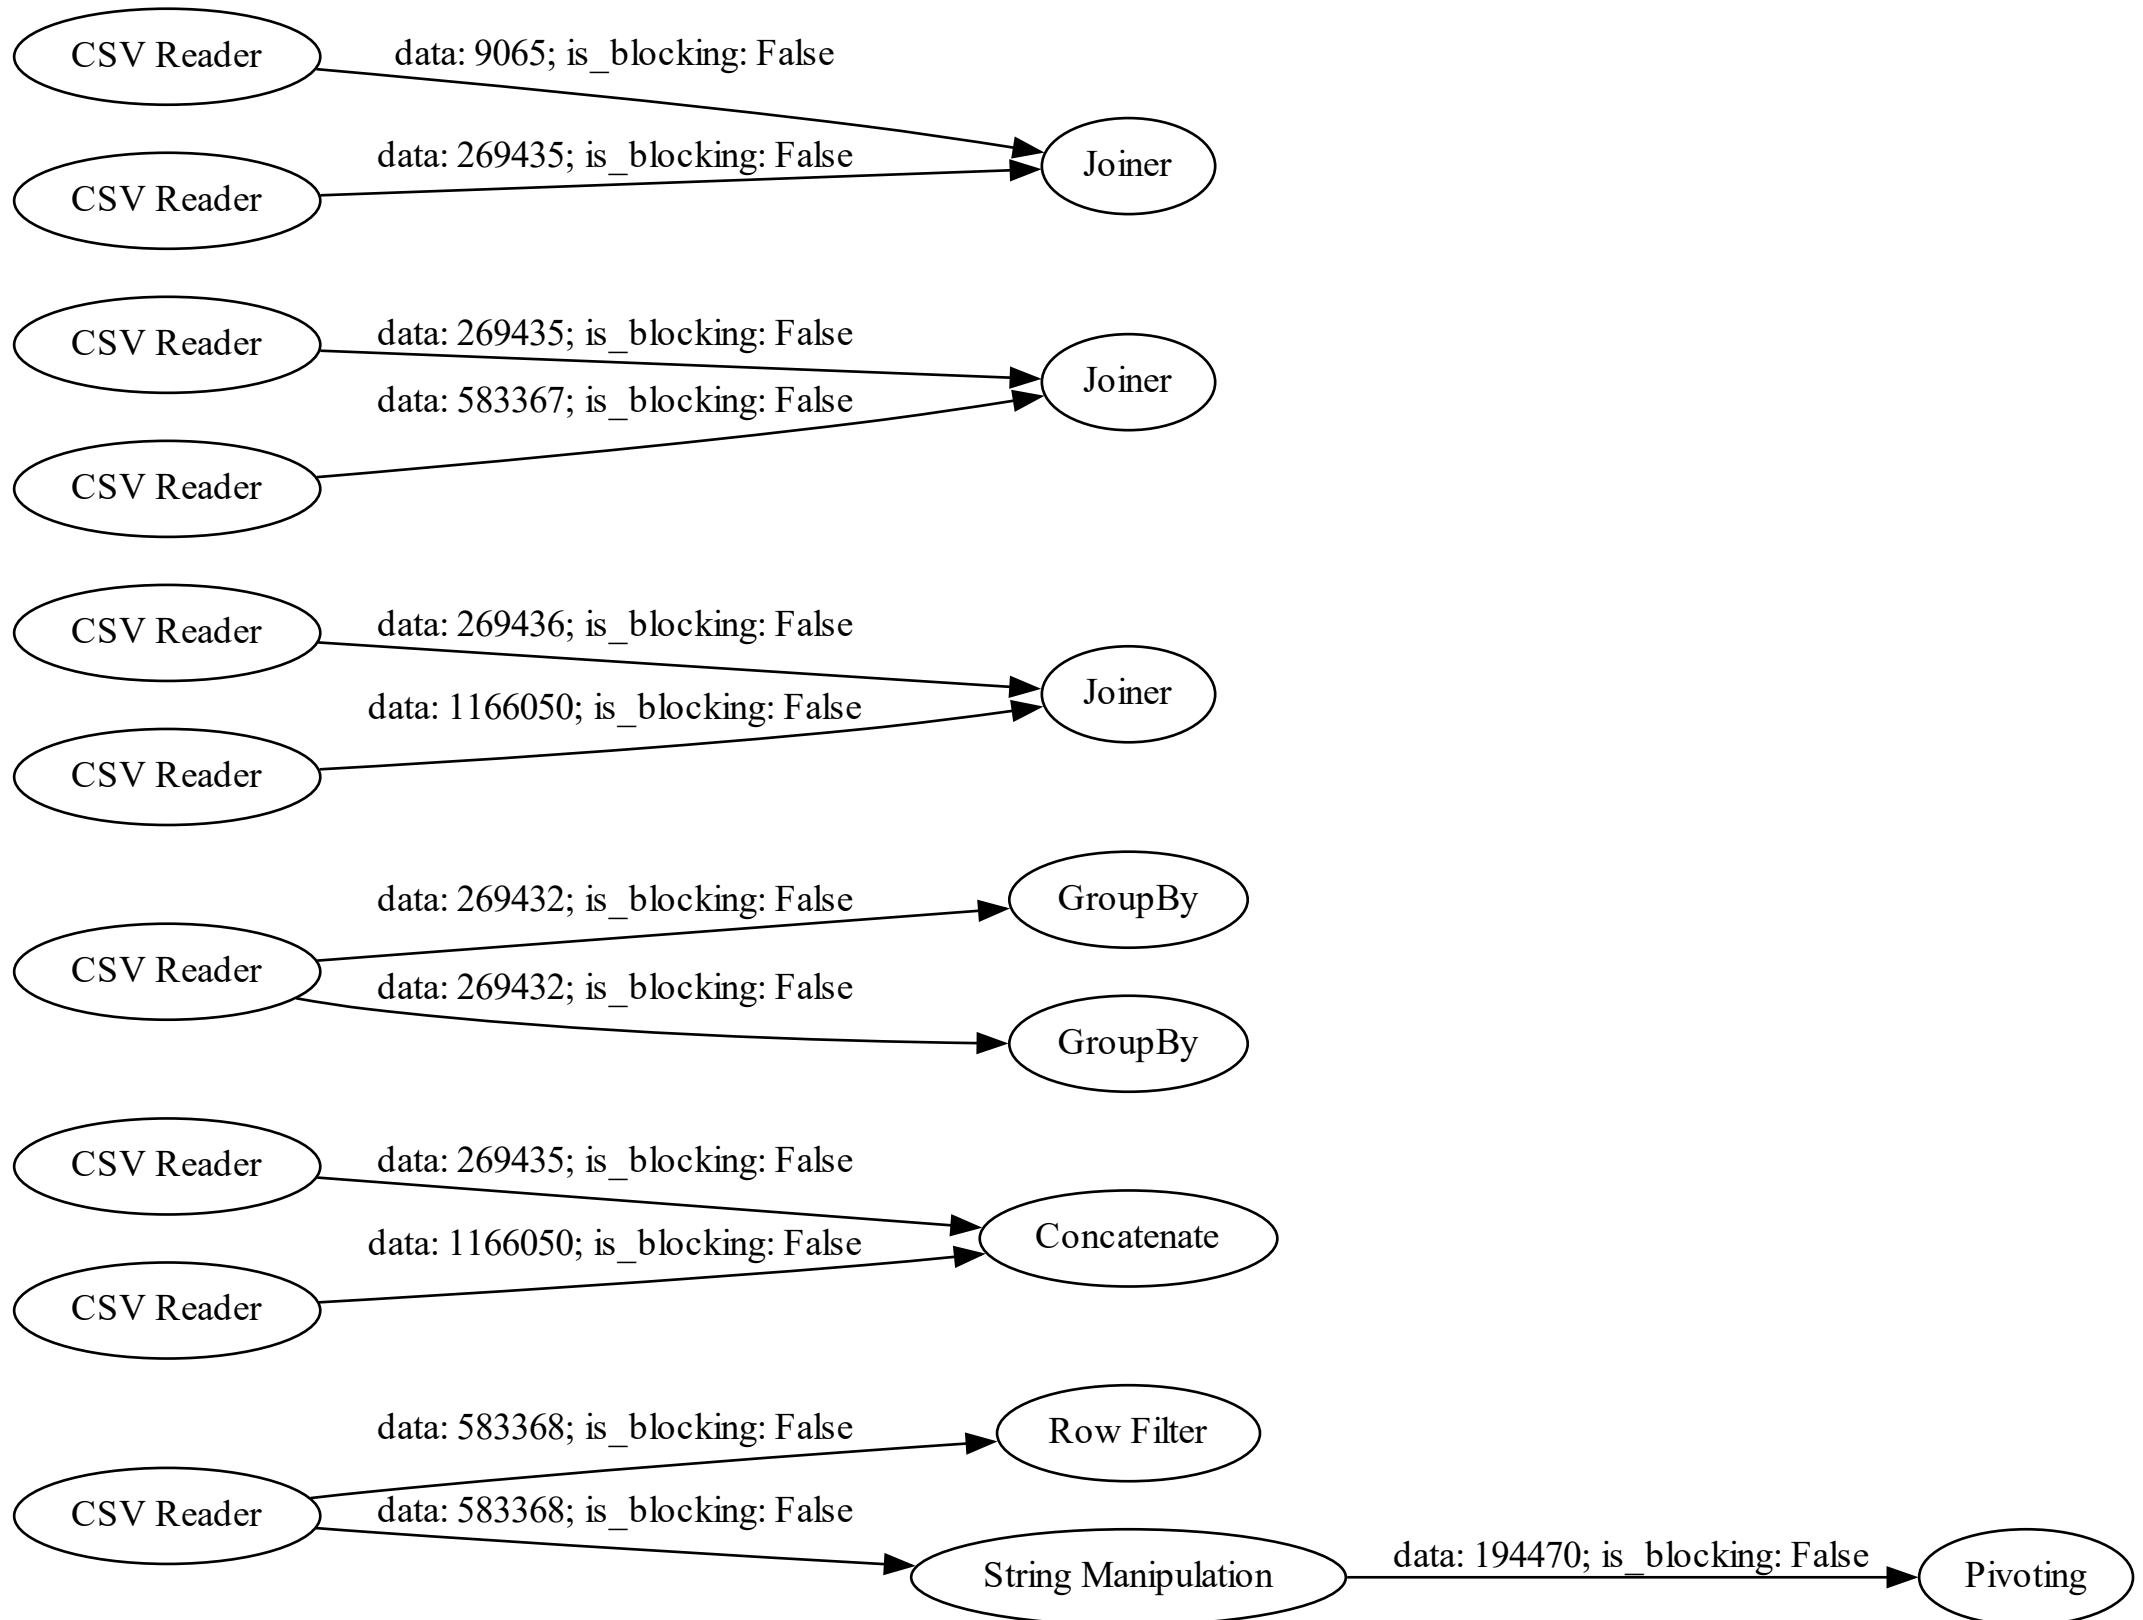 CSV Reader
data: 9065; is_blocking: False
CSV Reader
data: 269435; is_blocking: False
Joiner
CSV Reader
data: 269435; is_blocking: False
Joiner
data: 583367; is_blocking: False
CSV Reader
CSV Reader
data: 269436; is_blocking: False
Joiner
data: 1166050; is_blocking: False
CSV Reader
data: 269432; is_blocking: False
GroupBy
CSV Reader
data: 269432; is_blocking: False
GroupBy
CSV Reader
data: 269435; is_blocking: False
Concatenate
data: 1166050; is_blocking: False
CSV Reader
data: 583368; is_blocking: False
Row Filter
CSV Reader
data: 583368; is_blocking: False
String Manipulation
data: 194470; is_blocking: False
Pivoting